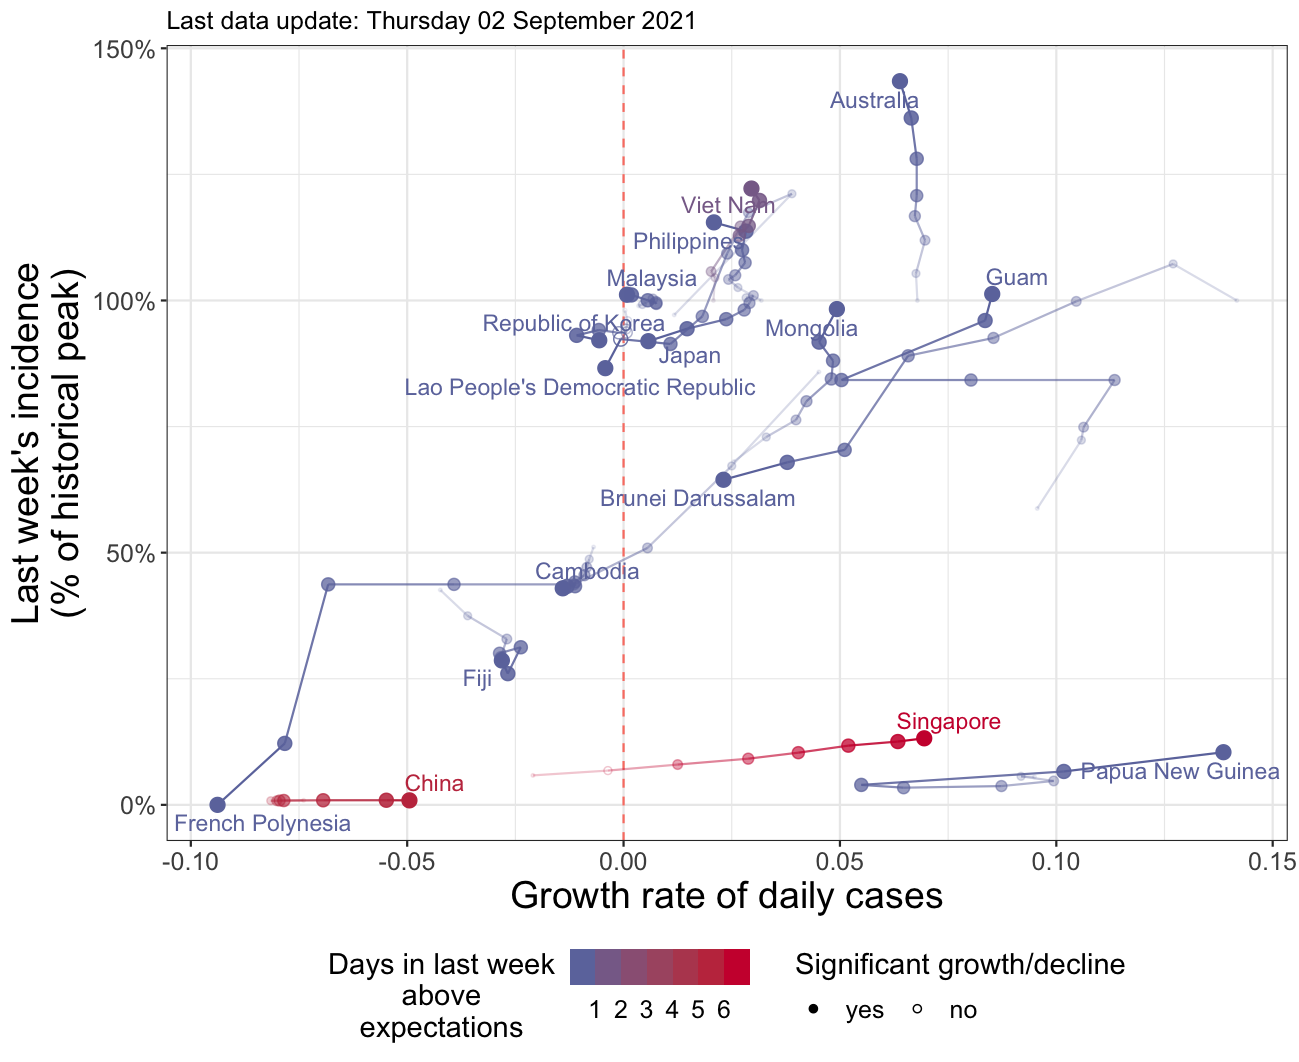 Last data update: Thursday 02 September 2021
Last week's incidence
(% of historical peak)
150%
100%
50%
0%
Australia
Viet Nam
Philippines
Malaysia
Guam
Republic of Korea
Mongolia
Japan
Lao People's Democratic Republic
Brunei Darussalam
Cambodia
Fiji
Singapore
China
Papua New Guinea
French Polynesia
-0.10 -0.05 0.00 0.05 0.10 0.15
Growth rate of daily cases
Days in last week
above
expectations
1 2 3 4 5 6
Significant growth/decline
yes no